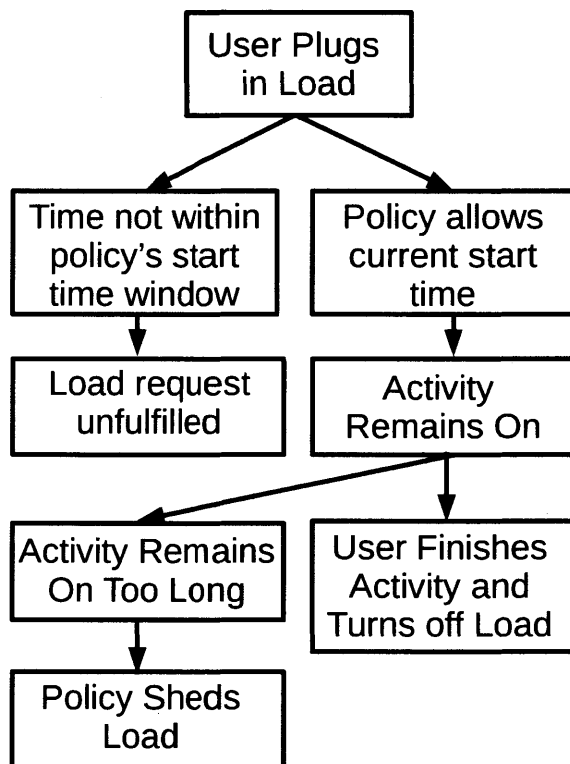 User Plugs
in Load
Time not within
policy's start
time window
Policy allows
current start
time
Load request
unfulfilled
Activity
Remains On
Activity Remains
On Too Long
User Finishes
Activity and
Turns off Load
Policy Sheds
Load